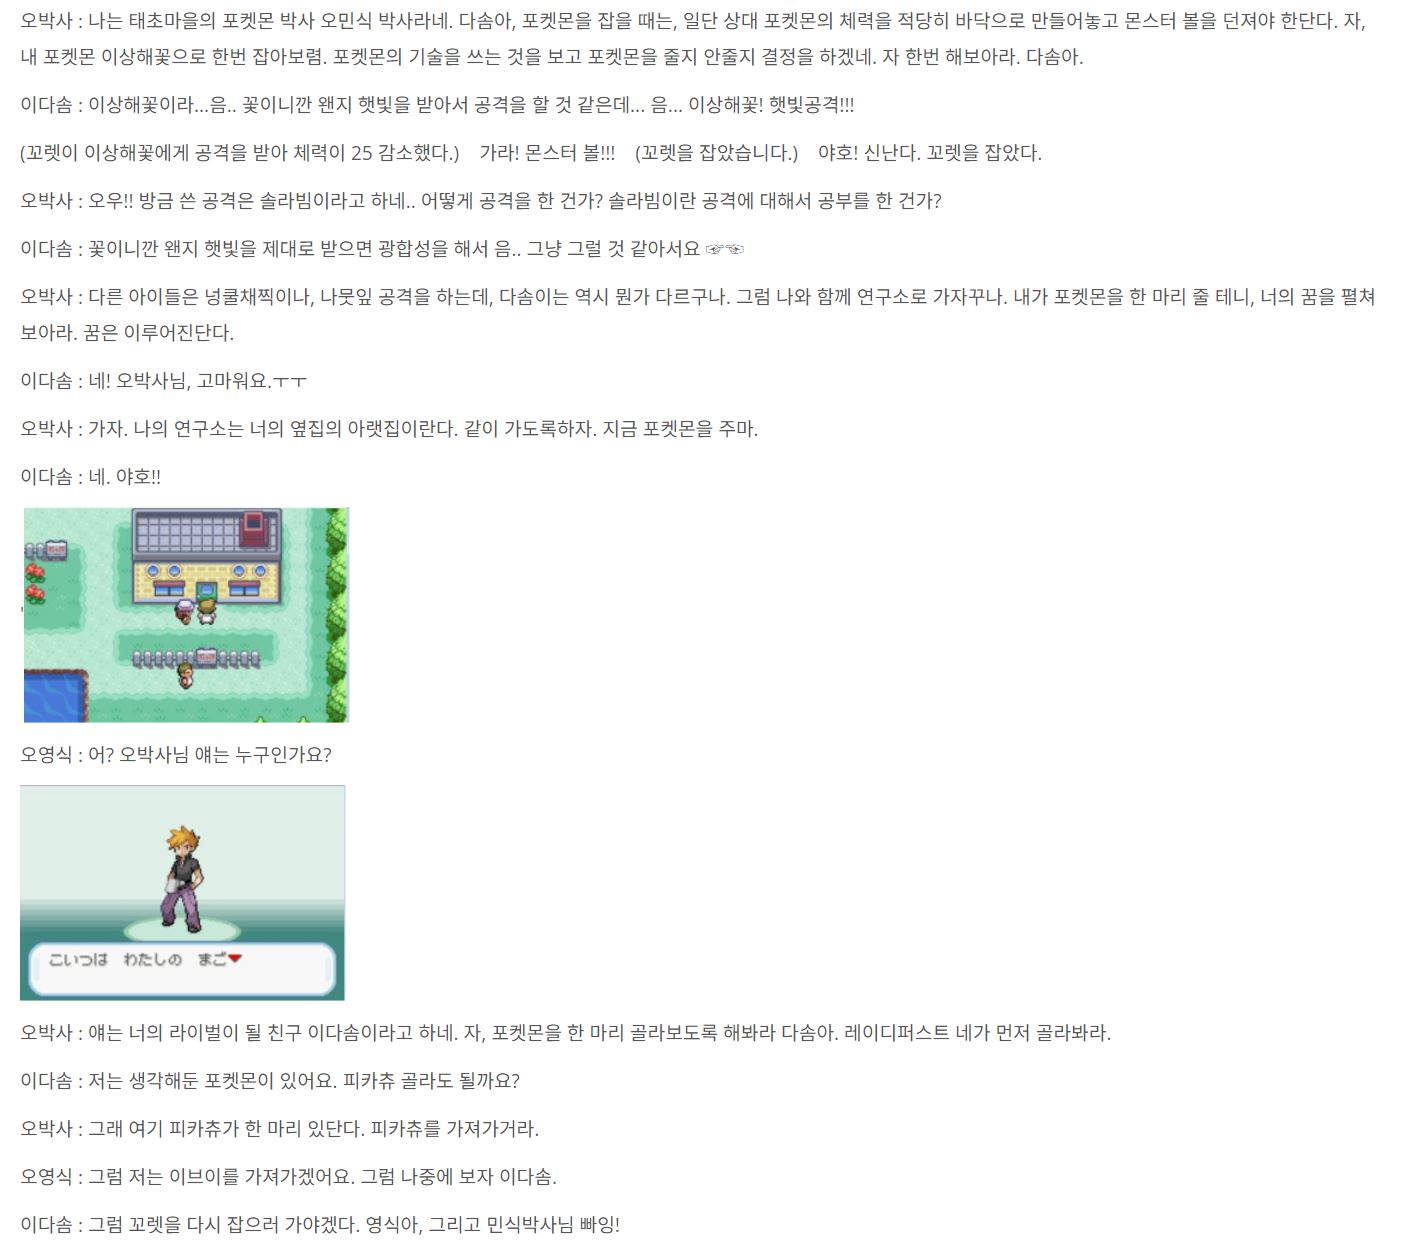 오박사 : 나는 태초마을의 포켓몬 박사 오민식 박사라네. 다솜아, 포켓몬을 잡을 때는, 일단 상대 포켓몬의 체력을 적당히 바닥으로 만들어놓고 몬스터 볼을 던져야 한단다. 자,
내 포켓몬 이상해꽃으로 한번 잡아보렴. 포켓몬의 기술을 쓰는 것을 보고 포켓몬을 줄지 안줄지 결정을 하겠네. 자 한번 해보아라. 다솜아.
이다솜 : 이상해꽃이라...음.. 꽃이니깐 왠지 햇빛을 받아서 공격을 할 것 같은데... 음... 이상해꽃! 햇빛공격!!!
(꼬렛이 이상해꽃에게 공격을 받아 체력이 25 감소했다.) 가라! 몬스터 볼!!! (꼬렛을 잡았습니다.) 야호! 신난다. 꼬렛을 잡았다.
오박사 : 오우!! 방금 쓴 공격은 솔라빔이라고 하네.. 어떻게 공격을 한 건가? 솔라빔이란 공격에 대해서 공부를 한 건가?
이다솜 : 꽃이니깐 왠지 햇빛을 제대로 받으면 광합성을 해서 음.. 그냥 그럴 것 같아서요 ☞☜
오박사 : 다른 아이들은 넝쿨채찍이나, 나뭇잎 공격을 하는데, 다솜이는 역시 뭔가 다르구나. 그럼 나와 함께 연구소로 가자꾸나. 내가 포켓몬을 한 마리 줄 테니, 너의 꿈을 펼쳐
보아라. 꿈은 이루어진단다.
이다솜 : 네! 오박사님, 고마워요.ㅜㅜ
오박사 : 가자. 나의 연구소는 너의 옆집의 아랫집이란다. 같이 가도록하자. 지금 포켓몬을 주마.
이다솜 : 네. 야호!!
'
오영식 : 어? 오박사님 얘는 누구인가요?
こいつは わたしの まご▼
오박사 : 얘는 너의 라이벌이 될 친구 이다솜이라고 하네. 자, 포켓몬을 한 마리 골라보도록 해봐라 다솜아. 레이디퍼스트 네가 먼저 골라봐라.
이다솜 : 저는 생각해둔 포켓몬이 있어요. 피카츄 골라도 될까요?
오박사 : 그래 여기 피카츄가 한 마리 있단다. 피카츄를 가져가거라.
오영식 : 그럼 저는 이브이를 가져가겠어요. 그럼 나중에 보자 이다솜.
이다솜 : 그럼 꼬렛을 다시 잡으러 가야겠다. 영식아, 그리고 민식박사님 빠잉!